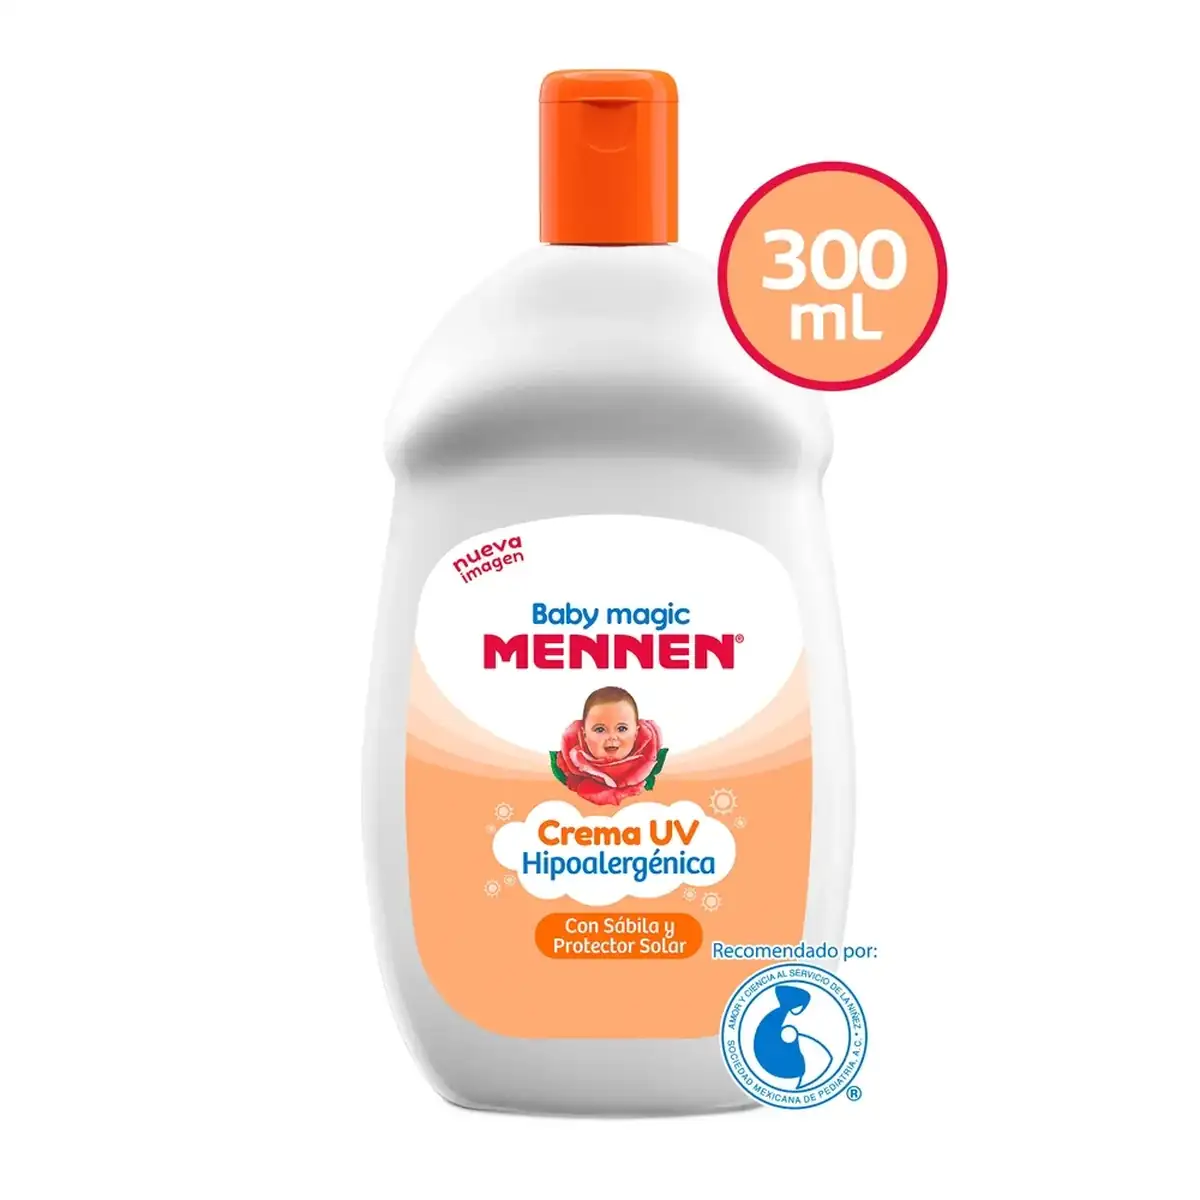 300
mL
nueva
imagen
Baby magic
MENNEN®
Crema UV
Hipoalergénica
Con Sábila y
Protector Solar
Recomendado por:
AMOR Y CIENCIA AL SERVICIO DE LA NIÑEZ •
SOCIEDAD MEXICANA DE PEDIATRIA, A.C. •
®